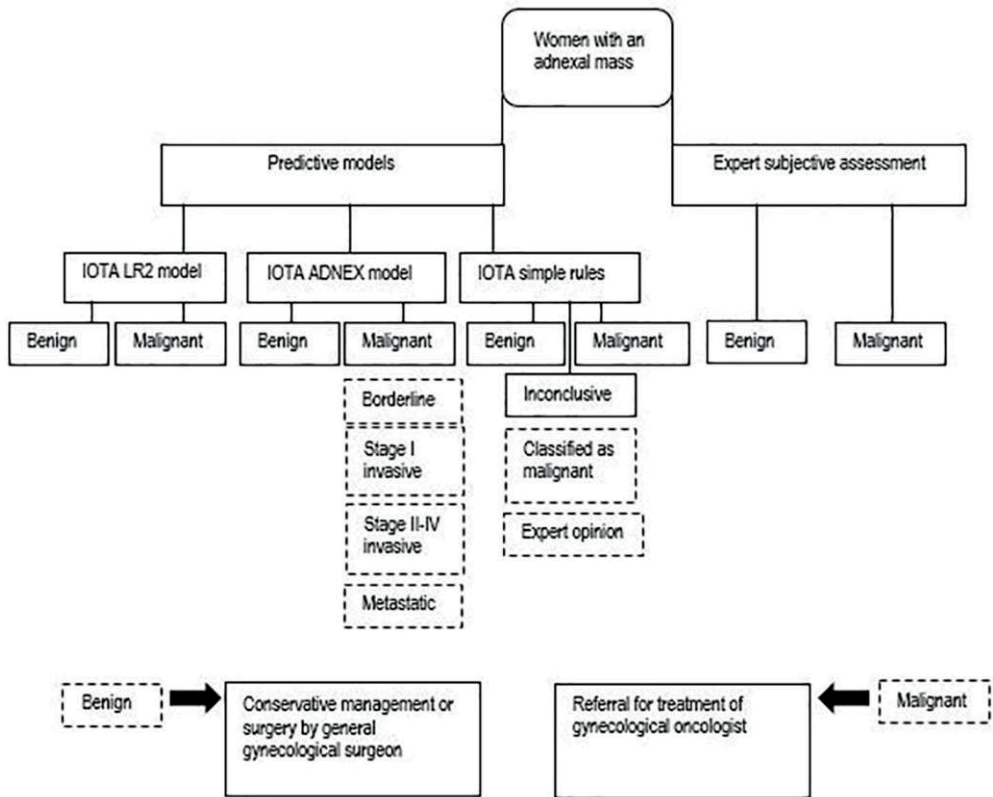 Women with an
adnexal mass
Predictive models
Expert subjective assessment
IOTA LR2 model
IOTA ADNEX model
IOTA simple rules
Benign
Malignant
Benign
Malignant
Benign
Malignant
Benign
Malignant
Borderline
Stage I
invasive
Stage II-IV
invasive
Metastatic
Inconclusive
Classified as
malignant
Expert opinion
Benign
Conservative management or
surgery by general
gynecological surgeon
Referral for treatment of
gynecological oncologist
Malignant